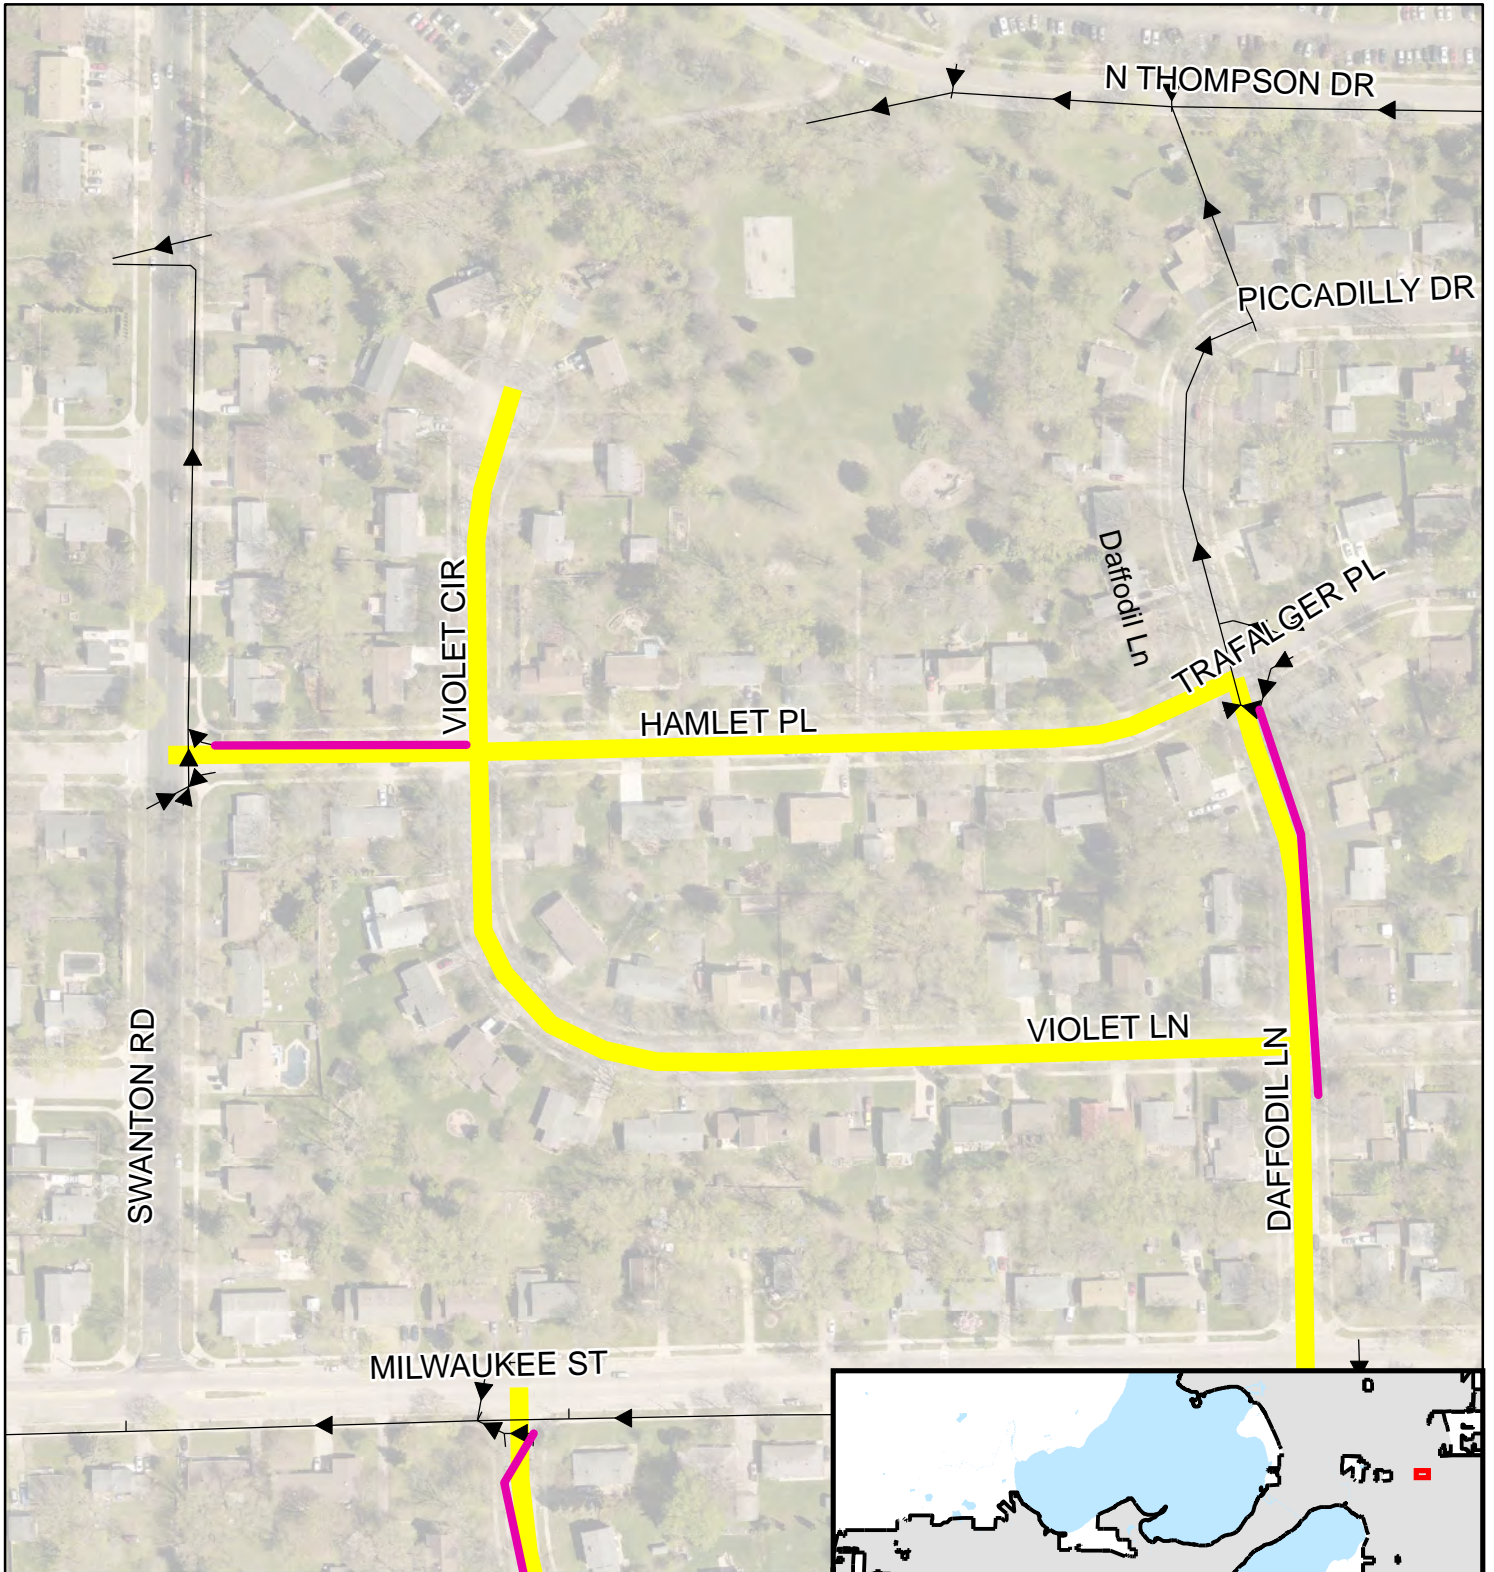 N THOMPSON DR
PICCADILLY DR
Daffodil Ln
TRAFALGER PL
VIOLET CIR
HAMLET PL
VIOLET LN
SWANTON RD
DAFFODIL LN
MILWAUKEE ST